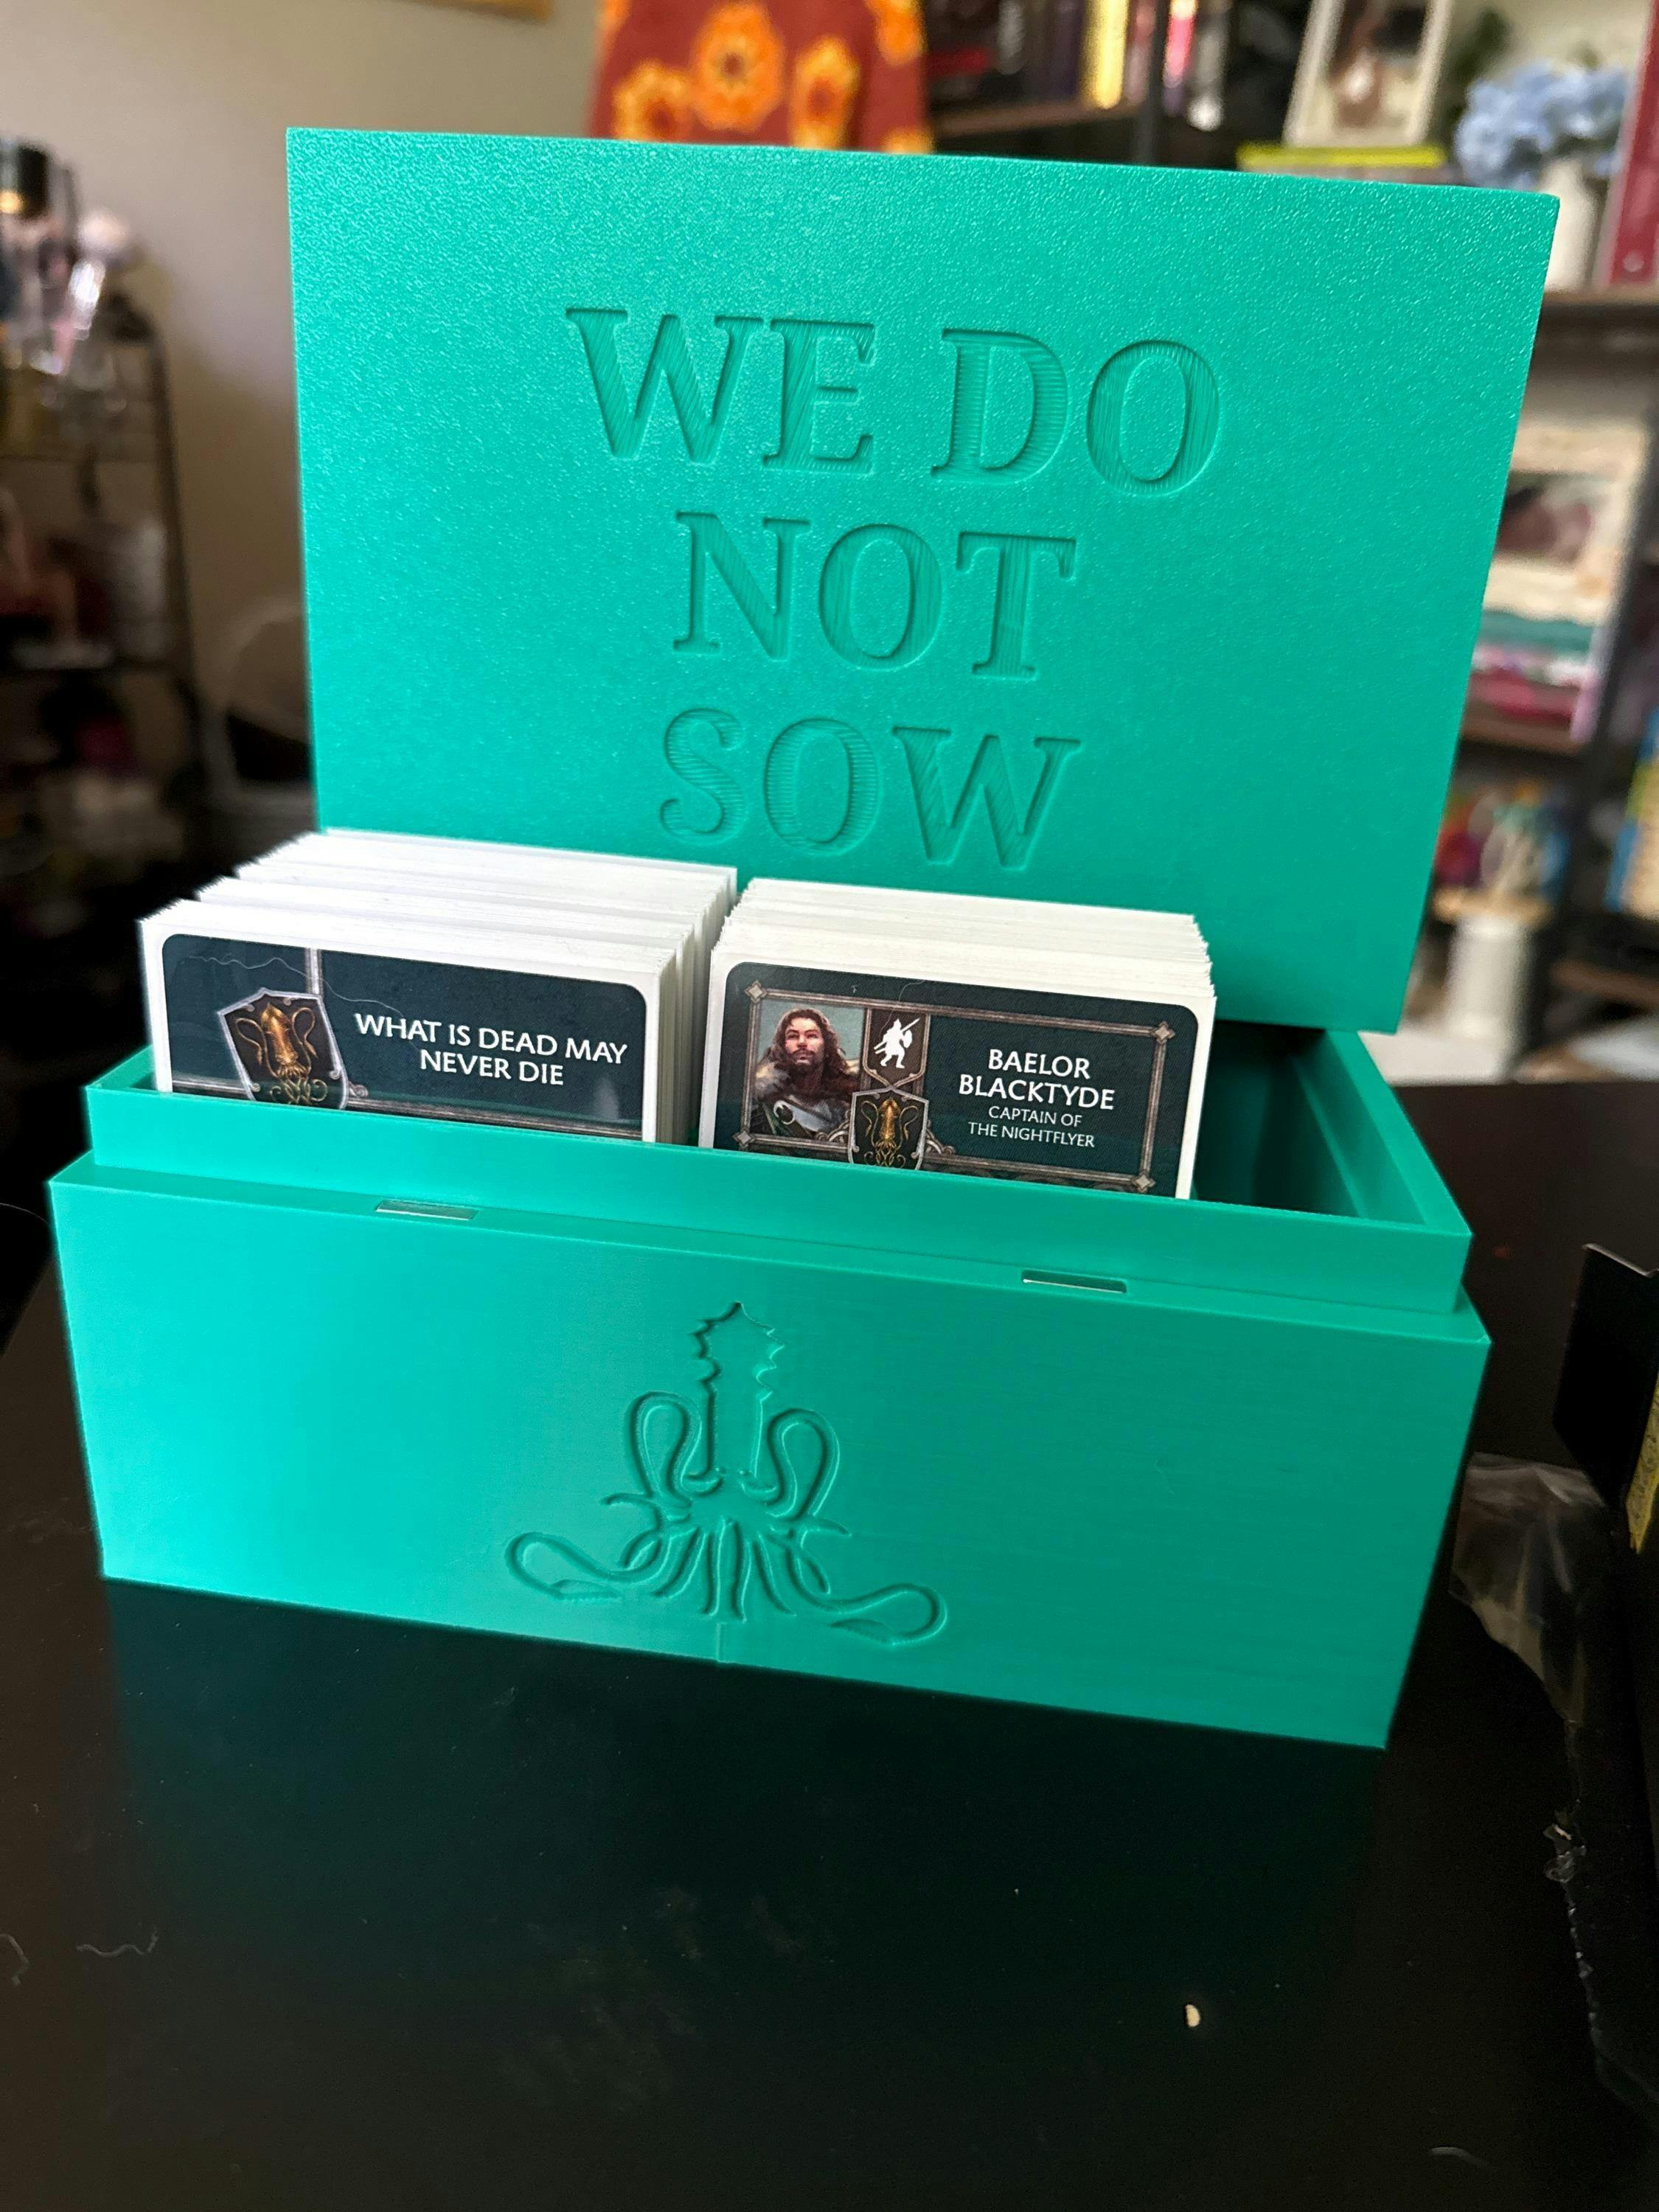 WE DO
NOT
SOW
WHAT IS DEAD MAY
NEVER DIE
BAELOR
BLACKTYDE
CAPTAIN OF
THE NIGHTFLYER